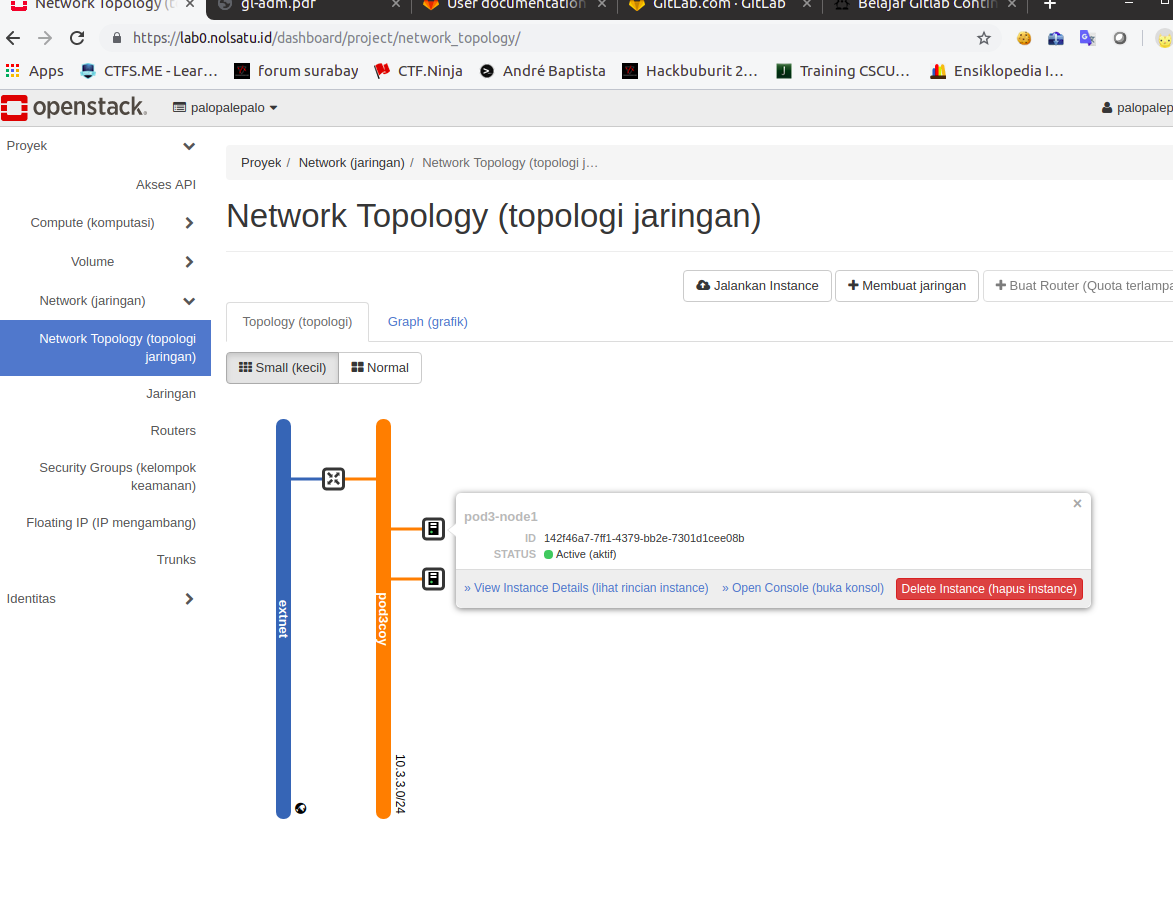 Network Topology (t
gl-adm.pdf
User documentation
GitLab.com · GitLab
Belajar Gitlab Contin
https://lab0.nolsatu.id/dashboard/project/network_topology/
Apps
CTFS.ME - Lear…
forum surabay
CTF.Ninja
André Baptista
Hackbuburit 2…
Training CSCU…
Ensiklopedia I…
openstack.
palopalepalo
palopalep
Proyek
Akses API
Compute (komputasi)
Volume
Network (jaringan)
Network Topology (topologi
jaringan)
Jaringan
Routers
Security Groups (kelompok
keamanan)
Floating IP (IP mengambang)
Trunks
Identitas
Proyek / Network (jaringan) / Network Topology (topologi j…
Network Topology (topologi jaringan)
Jalankan Instance
Membuat jaringan
Buat Router (Quota terlampa
Topology (topologi)
Graph (grafik)
Small (kecil)
Normal
extnet
pod3coy
10.3.3.0/24
pod3-node1
ID 142f46a7-7ff1-4379-bb2e-7301d1cee08b
STATUS Active (aktif)
» View Instance Details (lihat rincian instance)
» Open Console (buka konsol)
Delete Instance (hapus instance)